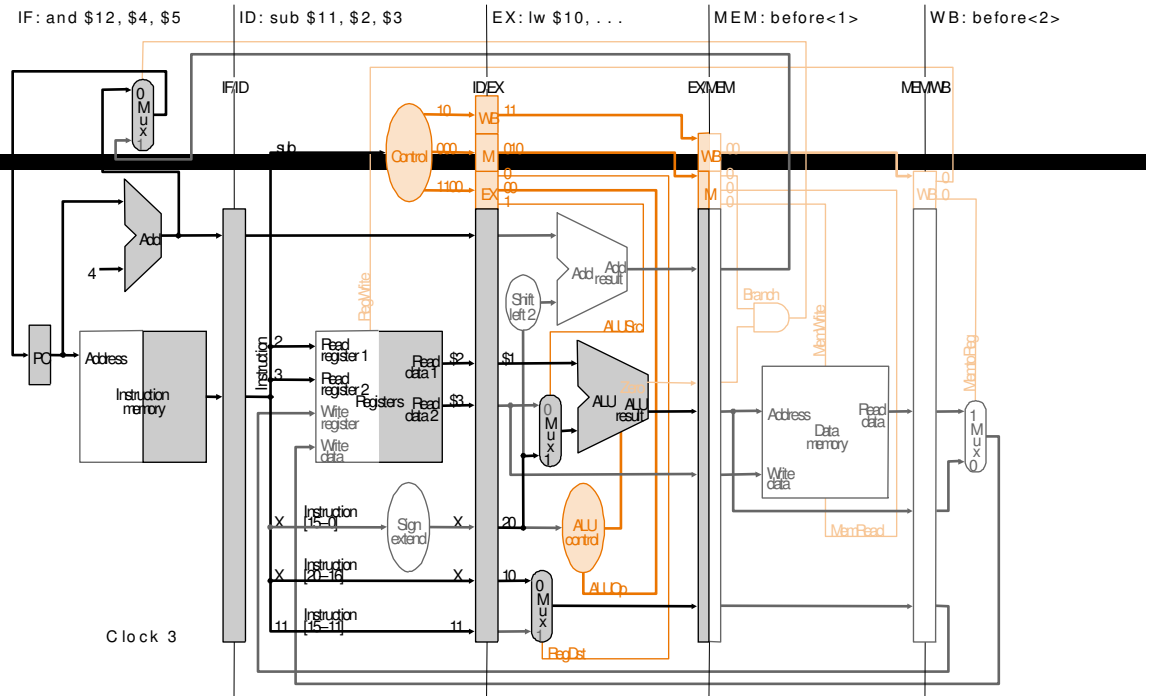 IF: and $12, $4, $5
ID: sub $11, $2, $3
EX: lw $10, . . .
MEM: before<1>
WB: before<2>
IF/ID
ID/EX
EX/MEM
MEM/WB
0
M
u
x
1
sub
Control
10
000
1100
WB
M
EX
11
010
0
00
1
WB
M
00
0
0
0
WB
0
0
Add
4
RegWrite
Add
Add
result
Shift
left 2
ALUSrc
Branch
MemWrite
MemtoReg
PC
Address
Instruction
memory
Instruction
2
3
Read
register 1
Read
register 2
Registers
Write
register
Write
data
Read
data 1
Read
data 2
$2
$3
$1
0
M
u
x
1
ALU
Zero
ALU
result
Address
Read
data
Data
memory
Write
data
1
M
u
x
0
X
Instruction
[15–0]
Sign
extend
X
20
ALU
control
MemRead
X
Instruction
[20–16]
X
10
0
M
u
x
1
ALUOp
11
Instruction
[15–11]
11
Clock 3
RegDst